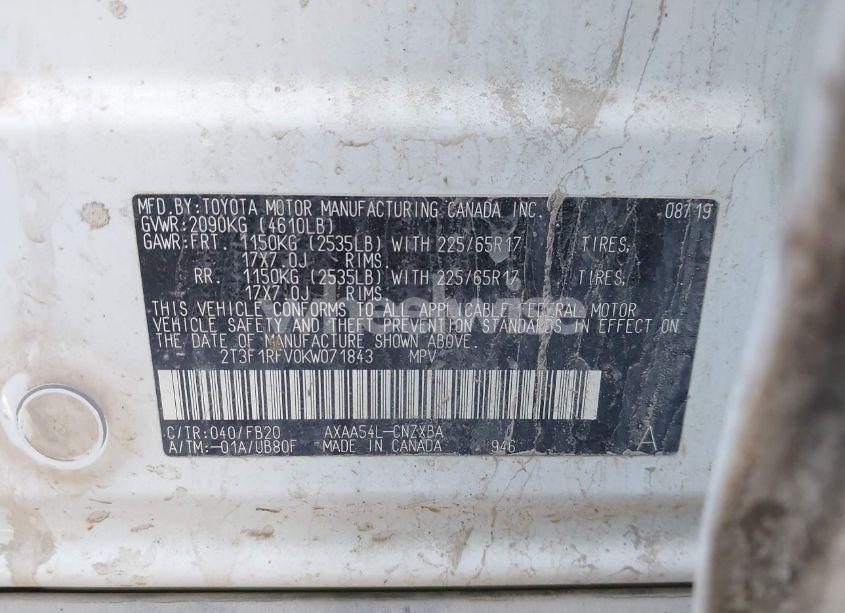 MFD.BY:TOYOTA MOTOR MANUFACTURING CANADA INC. 08/19
GVWR:2090KG (4610LB)
GAWR:FRT. 1150KG (2535LB) WITH 225/65R17 TIRES,
17X7.0J RIMS
RR. 1150KG (2535LB) WITH 225/65R17 TIRES,
17X7.0J RIMS
THIS VEHICLE CONFORMS TO ALL APPLICABLE FEDERAL MOTOR
VEHICLE SAFETY AND THEFT PREVENTION STANDARDS IN EFFECT ON
THE DATE OF MANUFACTURE SHOWN ABOVE.
2T3F1RFV0KW071843 MPV
C/TR:040/FB20 AXAA54L-CNZXBA
A/TM:-01A/UB80F MADE IN CANADA 946 A